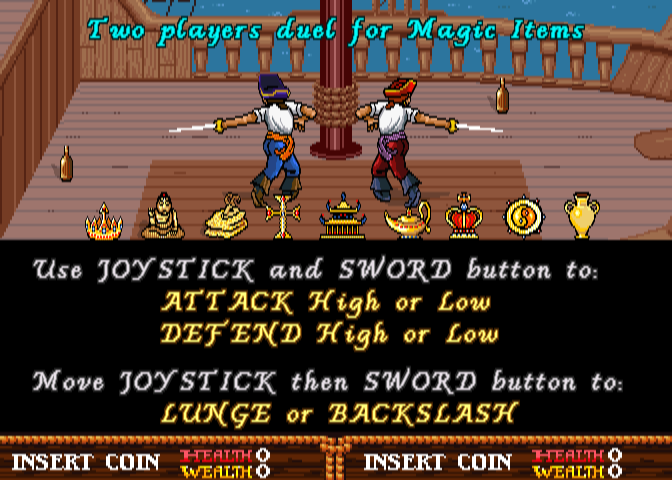 Two players duel for Magic Items
Use JOYSTICK and SWORD button to:
ATTACK High or Low
DEFEND High or Low
Move JOYSTICK then SWORD button to:
LUNGE or BACKSLASH
INSERT COIN HEALTH 0
WEALTH 0
INSERT COIN HEALTH 0
WEALTH 0